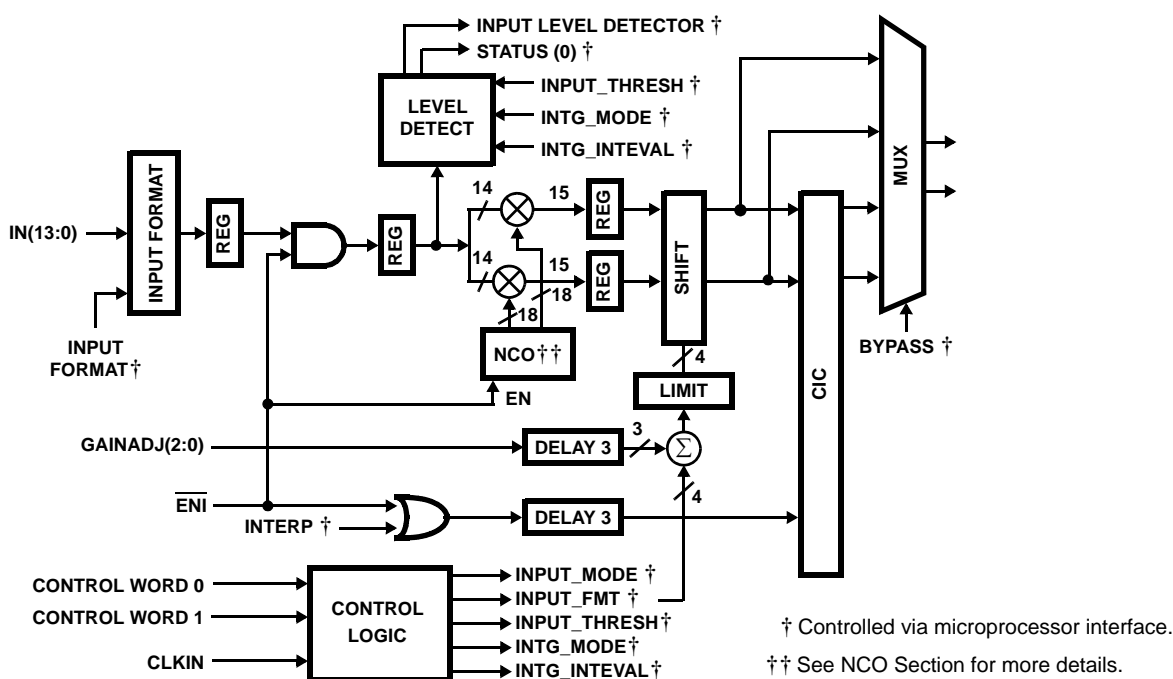 INPUT LEVEL DETECTOR †
STATUS (0) †
LEVEL
DETECT
INPUT_THRESH †
INTG_MODE †
INTG_INTEVAL †
IN(13:0)
INPUT FORMAT
REG
REG
14
15
REG
14
15
REG
18
18
SHIFT
MUX
INPUT
FORMAT†
NCO††
4
BYPASS †
EN
LIMIT
CIC
GAINADJ(2:0)
DELAY 3
3
Σ
4
ENI
INTERP †
DELAY 3
CONTROL WORD 0
CONTROL WORD 1
CLKIN
CONTROL
LOGIC
INPUT_MODE †
INPUT_FMT †
INPUT_THRESH†
INTG_MODE†
INTG_INTEVAL†
† Controlled via microprocessor interface.
†† See NCO Section for more details.